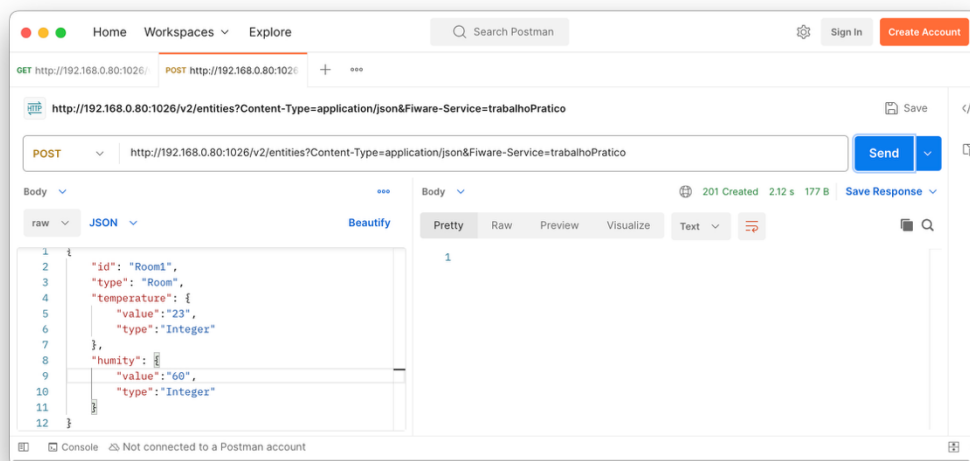 Home Workspaces Explore Search Postman Sign In Create Account
GET http://192.168.0.80:1026/ POST http://192.168.0.80:1026 + ooo
HTTP http://192.168.0.80:1026/v2/entities?Content-Type=application/json&Fiware-Service=trabalhoPratico Save </
POST http://192.168.0.80:1026/v2/entities?Content-Type=application/json&Fiware-Service=trabalhoPratico Send
Body ooo Body 201 Created 2.12 s 177 B Save Response
raw JSON Beautify Pretty Raw Preview Visualize Text
1 { 1
2 "id": "Room1",
3 "type": "Room",
4 "temperature": {
5 "value":"23",
6 "type":"Integer"
7 },
8 "humity": {
9 "value":"60",
10 "type":"Integer"
11 }
12 }
Console Not connected to a Postman account